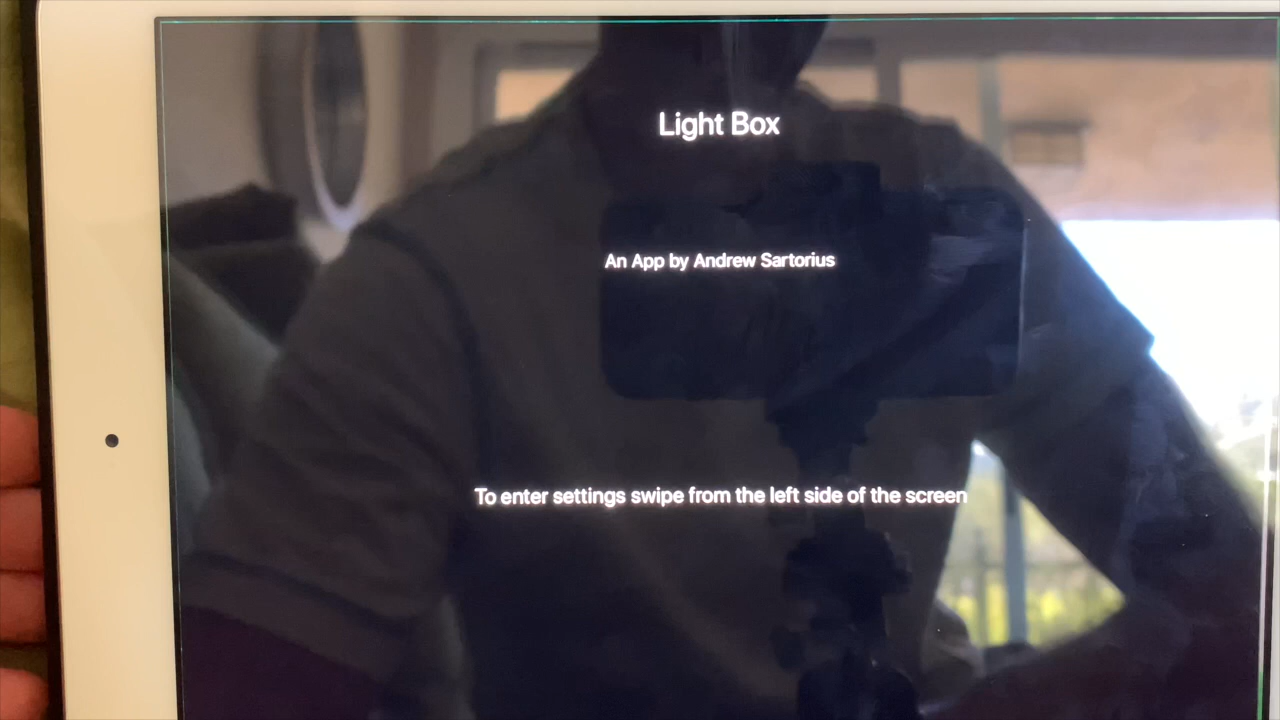 Light Box
An App by Andrew Sartorius
To enter settings swipe from the left side of the screen